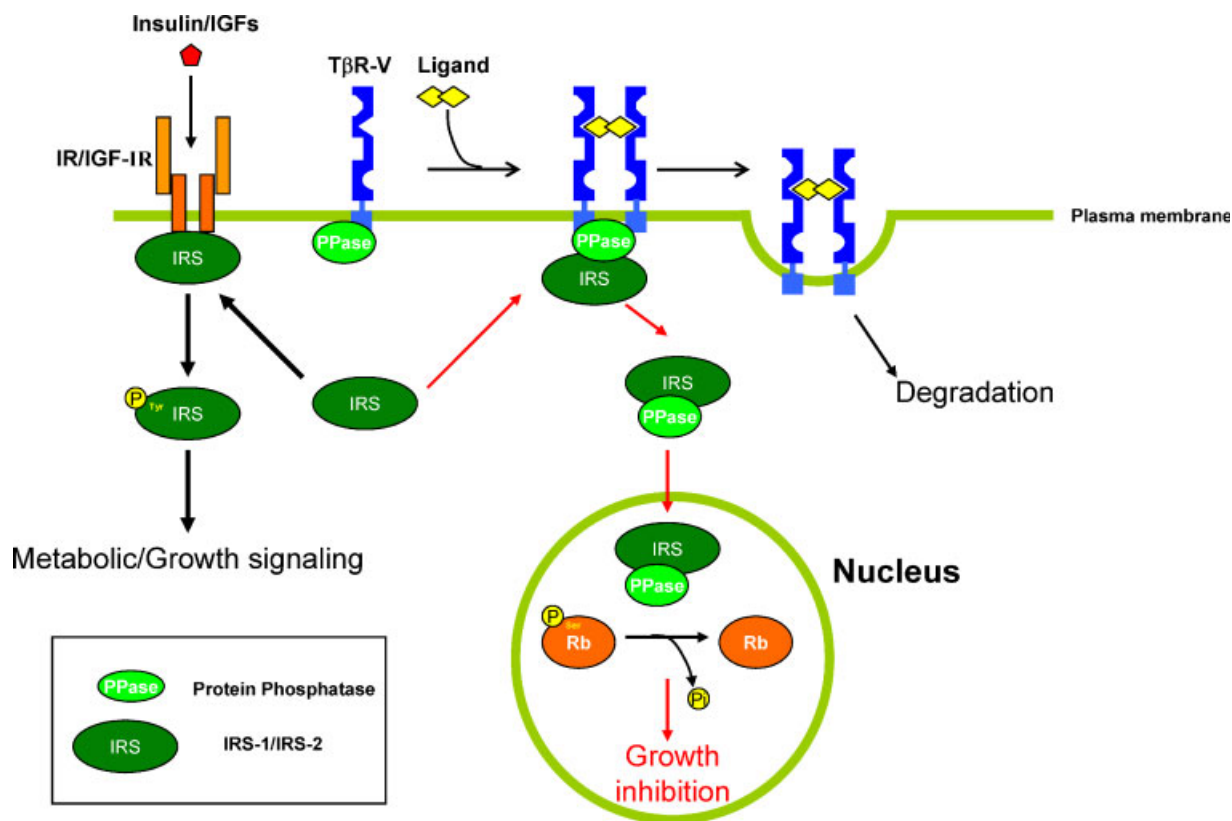 Insulin/IGFs
TβR-V
Ligand
IR/IGF-IR
PPase
PPase
Plasma membrane
IRS
IRS
P
Tyr
IRS
IRS
IRS
PPase
Degradation
Metabolic/Growth signaling
IRS
PPase
Nucleus
P
Ser
Rb
Rb
Pi
Growth
inhibition
PPase
Protein Phosphatase
IRS
IRS-1/IRS-2